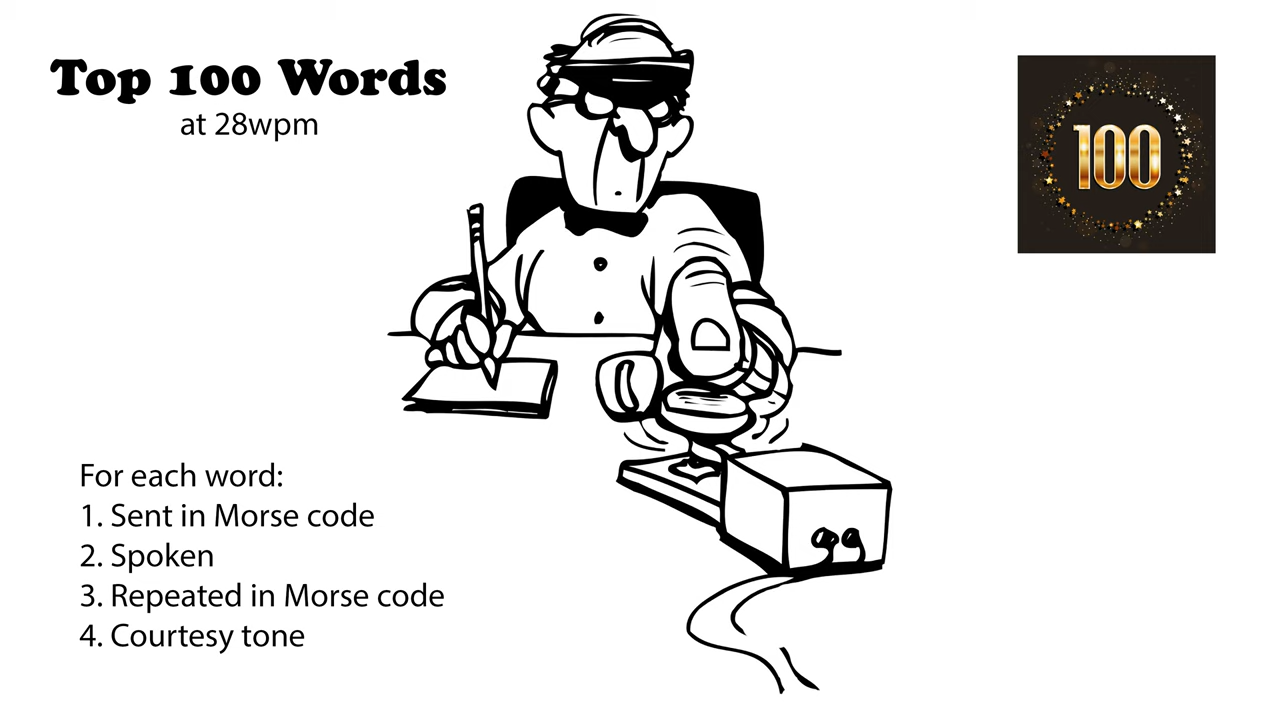 Top 100 Words
at 28wpm
100
For each word:
1. Sent in Morse code
2. Spoken
3. Repeated in Morse code
4. Courtesy tone